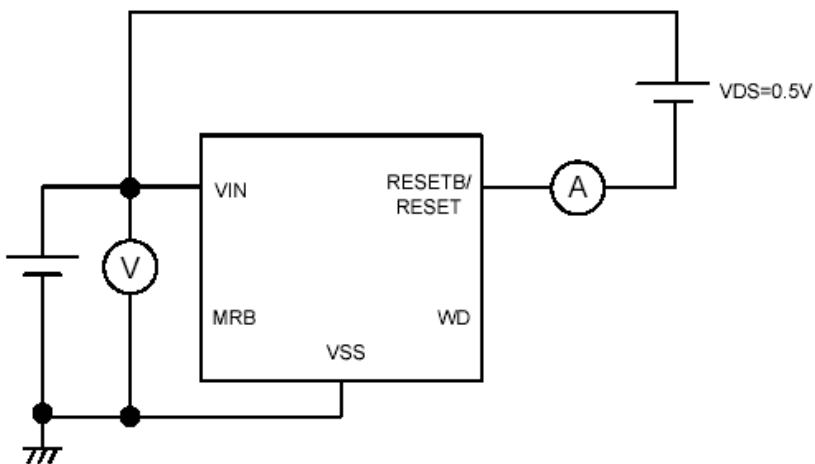 VDS=0.5V
VIN
RESETB/
RESET
A
V
MRB
WD
VSS